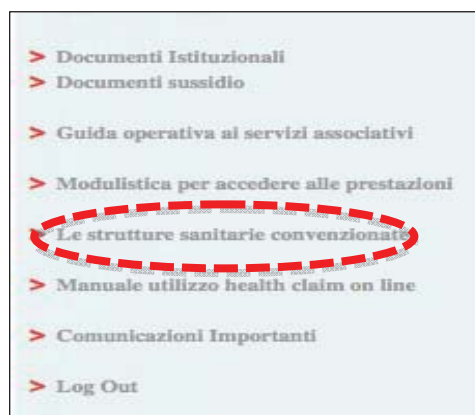 > Documenti Istituzionali
> Documenti sussidio
> Guida operativa ai servizi associativi
> Modulistica per accedere alle prestazioni
> Le strutture sanitarie convenzionate
> Manuale utilizzo health claim on line
> Comunicazioni Importanti
> Log Out